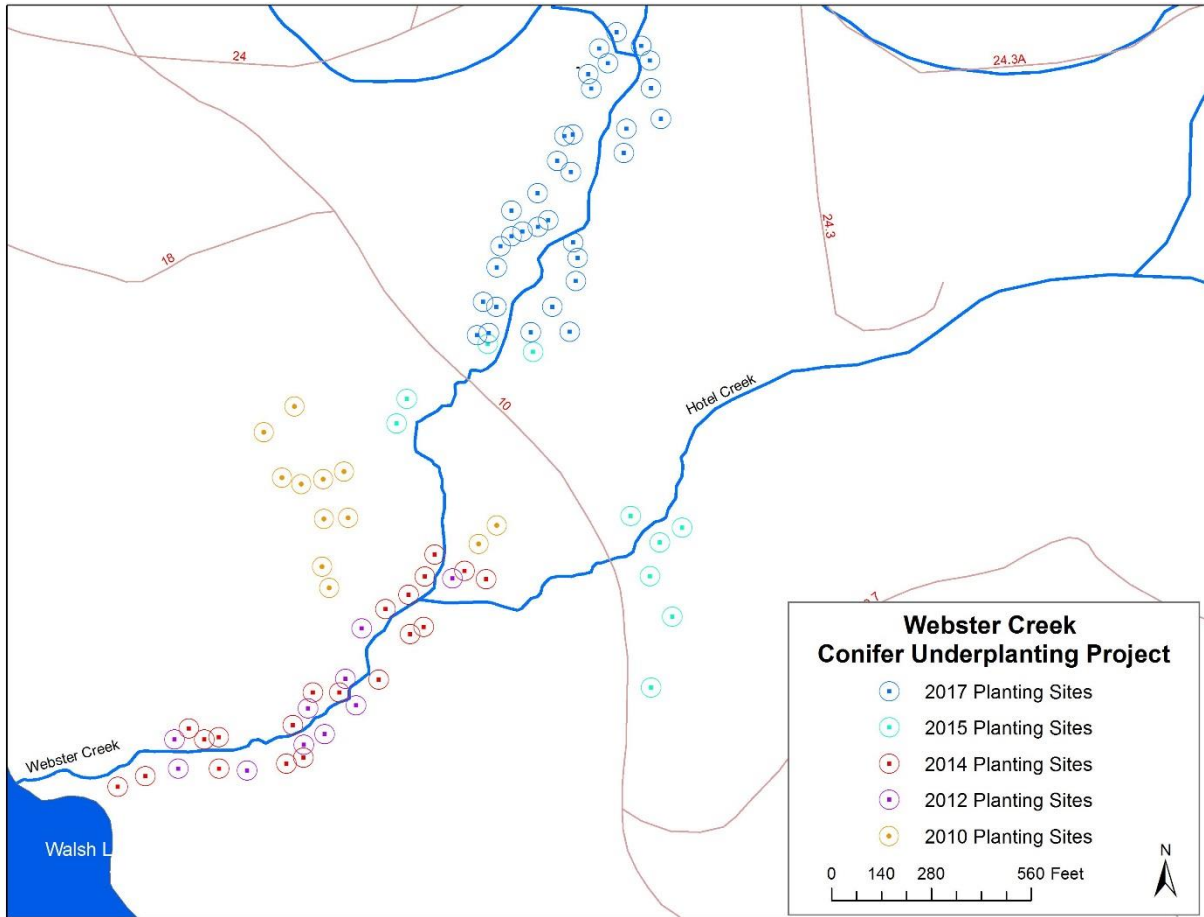 24
24.3A
18
24.3
10
Hotel Creek
Webster Creek
Walsh L
Webster Creek
Conifer Underplanting Project
2017 Planting Sites
2015 Planting Sites
2014 Planting Sites
2012 Planting Sites
2010 Planting Sites
0 140 280 560 Feet
N